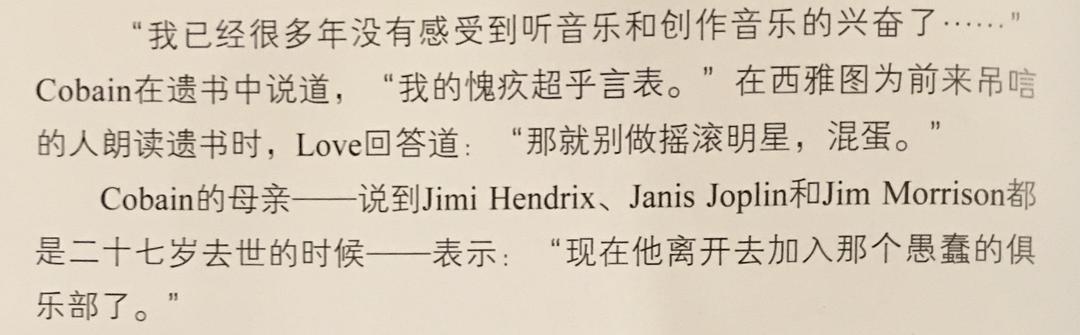 “我已经很多年没有感受到听音乐和创作音乐的兴奋了……”
Cobain在遗书中说道，“我的愧疚超乎言表。”在西雅图为前来吊唁
的人朗读遗书时，Love回答道：“那就别做摇滚明星，混蛋。”
Cobain的母亲——说到Jimi Hendrix、Janis Joplin和Jim Morrison都
是二十七岁去世的时候——表示：“现在他离开去加入那个愚蠢的俱
乐部了。”